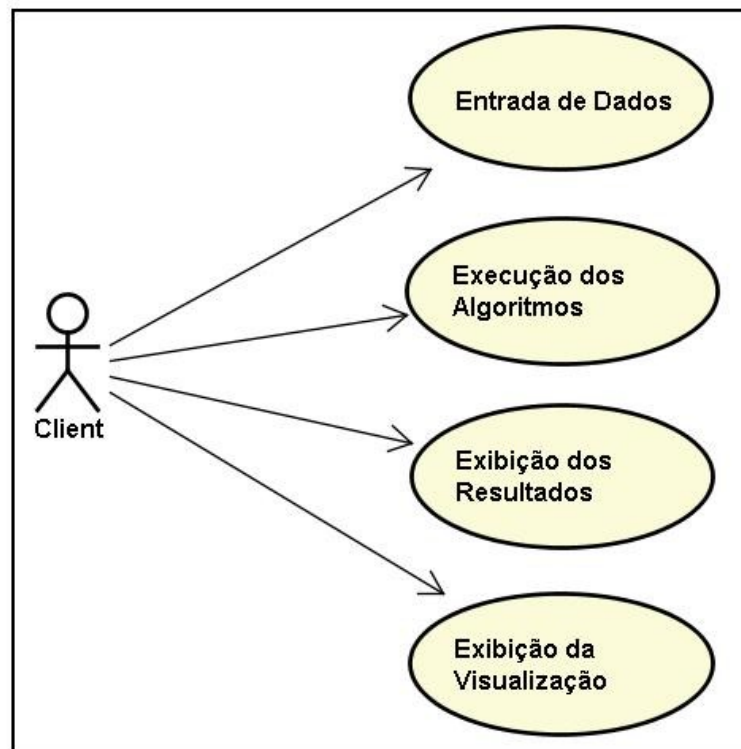 Entrada de Dados
Execução dos
Algoritmos
Client
Exibição dos
Resultados
Exibição da
Visualização